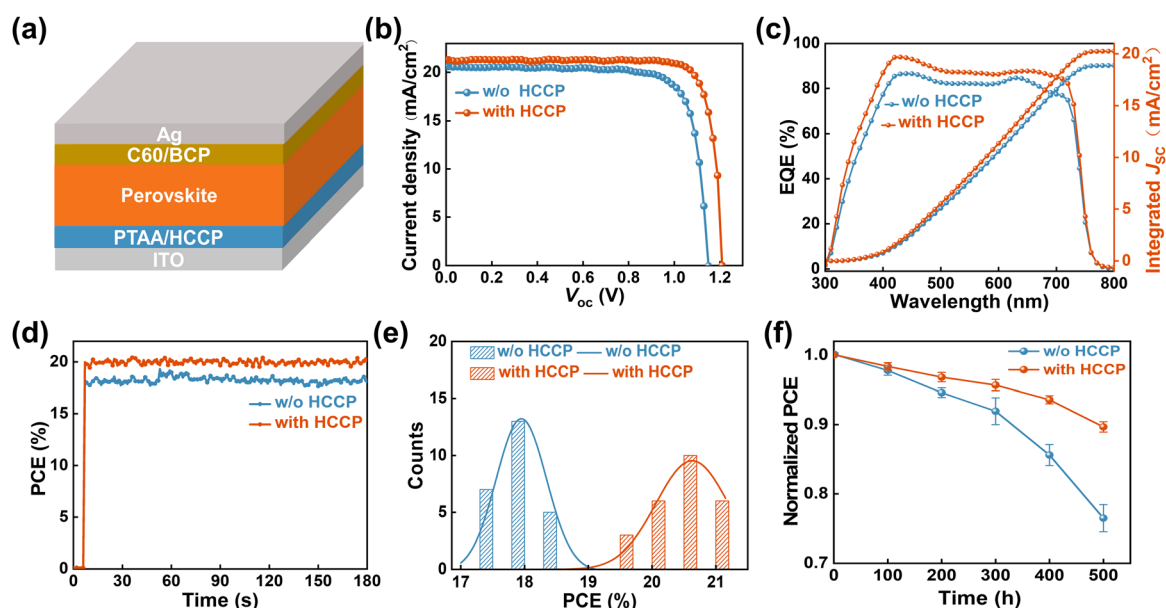 (a)
Ag
C60/BCP
Perovskite
PTAA/HCCP
ITO
(b)
Current density（mA/cm²）
20
15
10
5
0
w/o HCCP
with HCCP
0.0 0.2 0.4 0.6 0.8 1.0 1.2
Voc (V)
(c)
EQE (%)
100
80
60
40
20
0
w/o HCCP
with HCCP
20
15
10
5
0
Integrated JSC (mA/cm²)
300 400 500 600 700 800
Wavelength (nm)
(d)
PCE (%)
25
20
15
10
5
0
w/o HCCP
with HCCP
0 30 60 90 120 150 180
Time (s)
(e)
Counts
20
15
10
5
0
w/o HCCP w/o HCCP
with HCCP with HCCP
17 18 19 20 21
PCE (%)
(f)
Normalized PCE
1.0
0.9
0.8
0.7
w/o HCCP
with HCCP
0 100 200 300 400 500
Time (h)